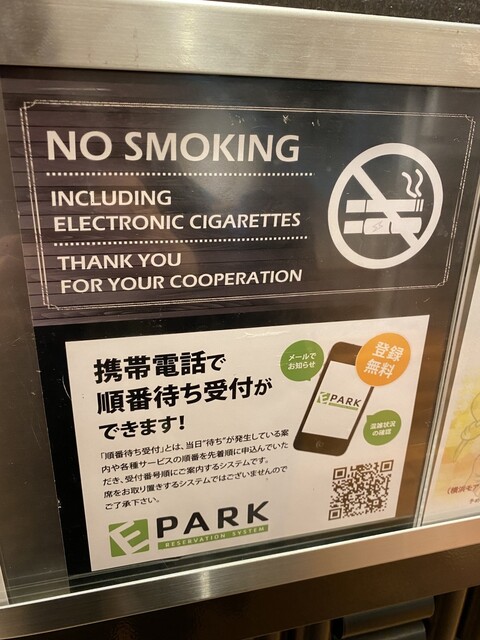 NO SMOKING
INCLUDING
ELECTRONIC CIGARETTES
THANK YOU
FOR YOUR COOPERATION
携帯電話で
順番待ち受付が
できます!
メールで
お知らせ
登録
無料
EPARK
混雑状況
の確認
「順番待ち受付」とは、当日"待ち"が発生している案
内や各種サービスの順番を先着順に申込んでいた
だき、受付番号順にご案内するシステムです。
席をお取り置きするシステムではございませんので
ご了承下さい。
EPARK
RESERVATION SYSTEM
(横浜モア